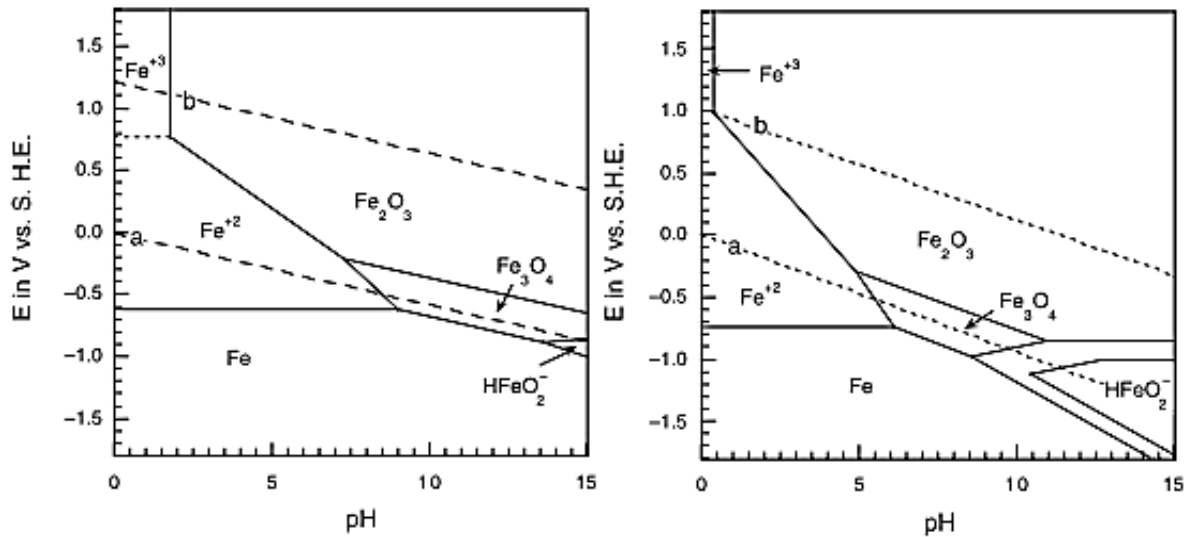 E in V vs. S. H.E.
1.5
1.0
0.5
0.0
−0.5
−1.0
−1.5
Fe⁺³
b
Fe₂O₃
Fe⁺²
a
Fe₃O₄
Fe
HFeO₂⁻
0
5
10
15
pH
E in V vs. S.H.E.
1.5
1.0
0.5
0.0
−0.5
−1.0
−1.5
Fe⁺³
b
Fe₂O₃
a
Fe⁺²
Fe₃O₄
Fe
HFeO₂⁻
0
5
10
15
pH